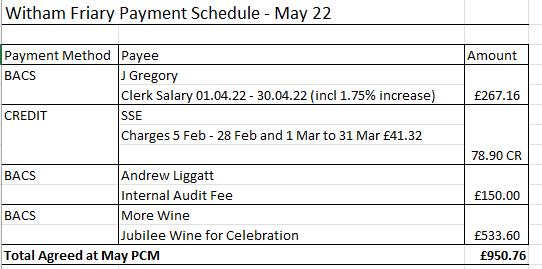 Witham Friary Payment Schedule - May 22
Payment Method Payee Amount
BACS J Gregory
Clerk Salary 01.04.22 - 30.04.22 (incl 1.75% increase) £267.16
CREDIT SSE
Charges 5 Feb - 28 Feb and 1 Mar to 31 Mar £41.32
78.90 CR
BACS Andrew Liggatt
Internal Audit Fee £150.00
BACS More Wine
Jubilee Wine for Celebration £533.60
Total Agreed at May PCM £950.76